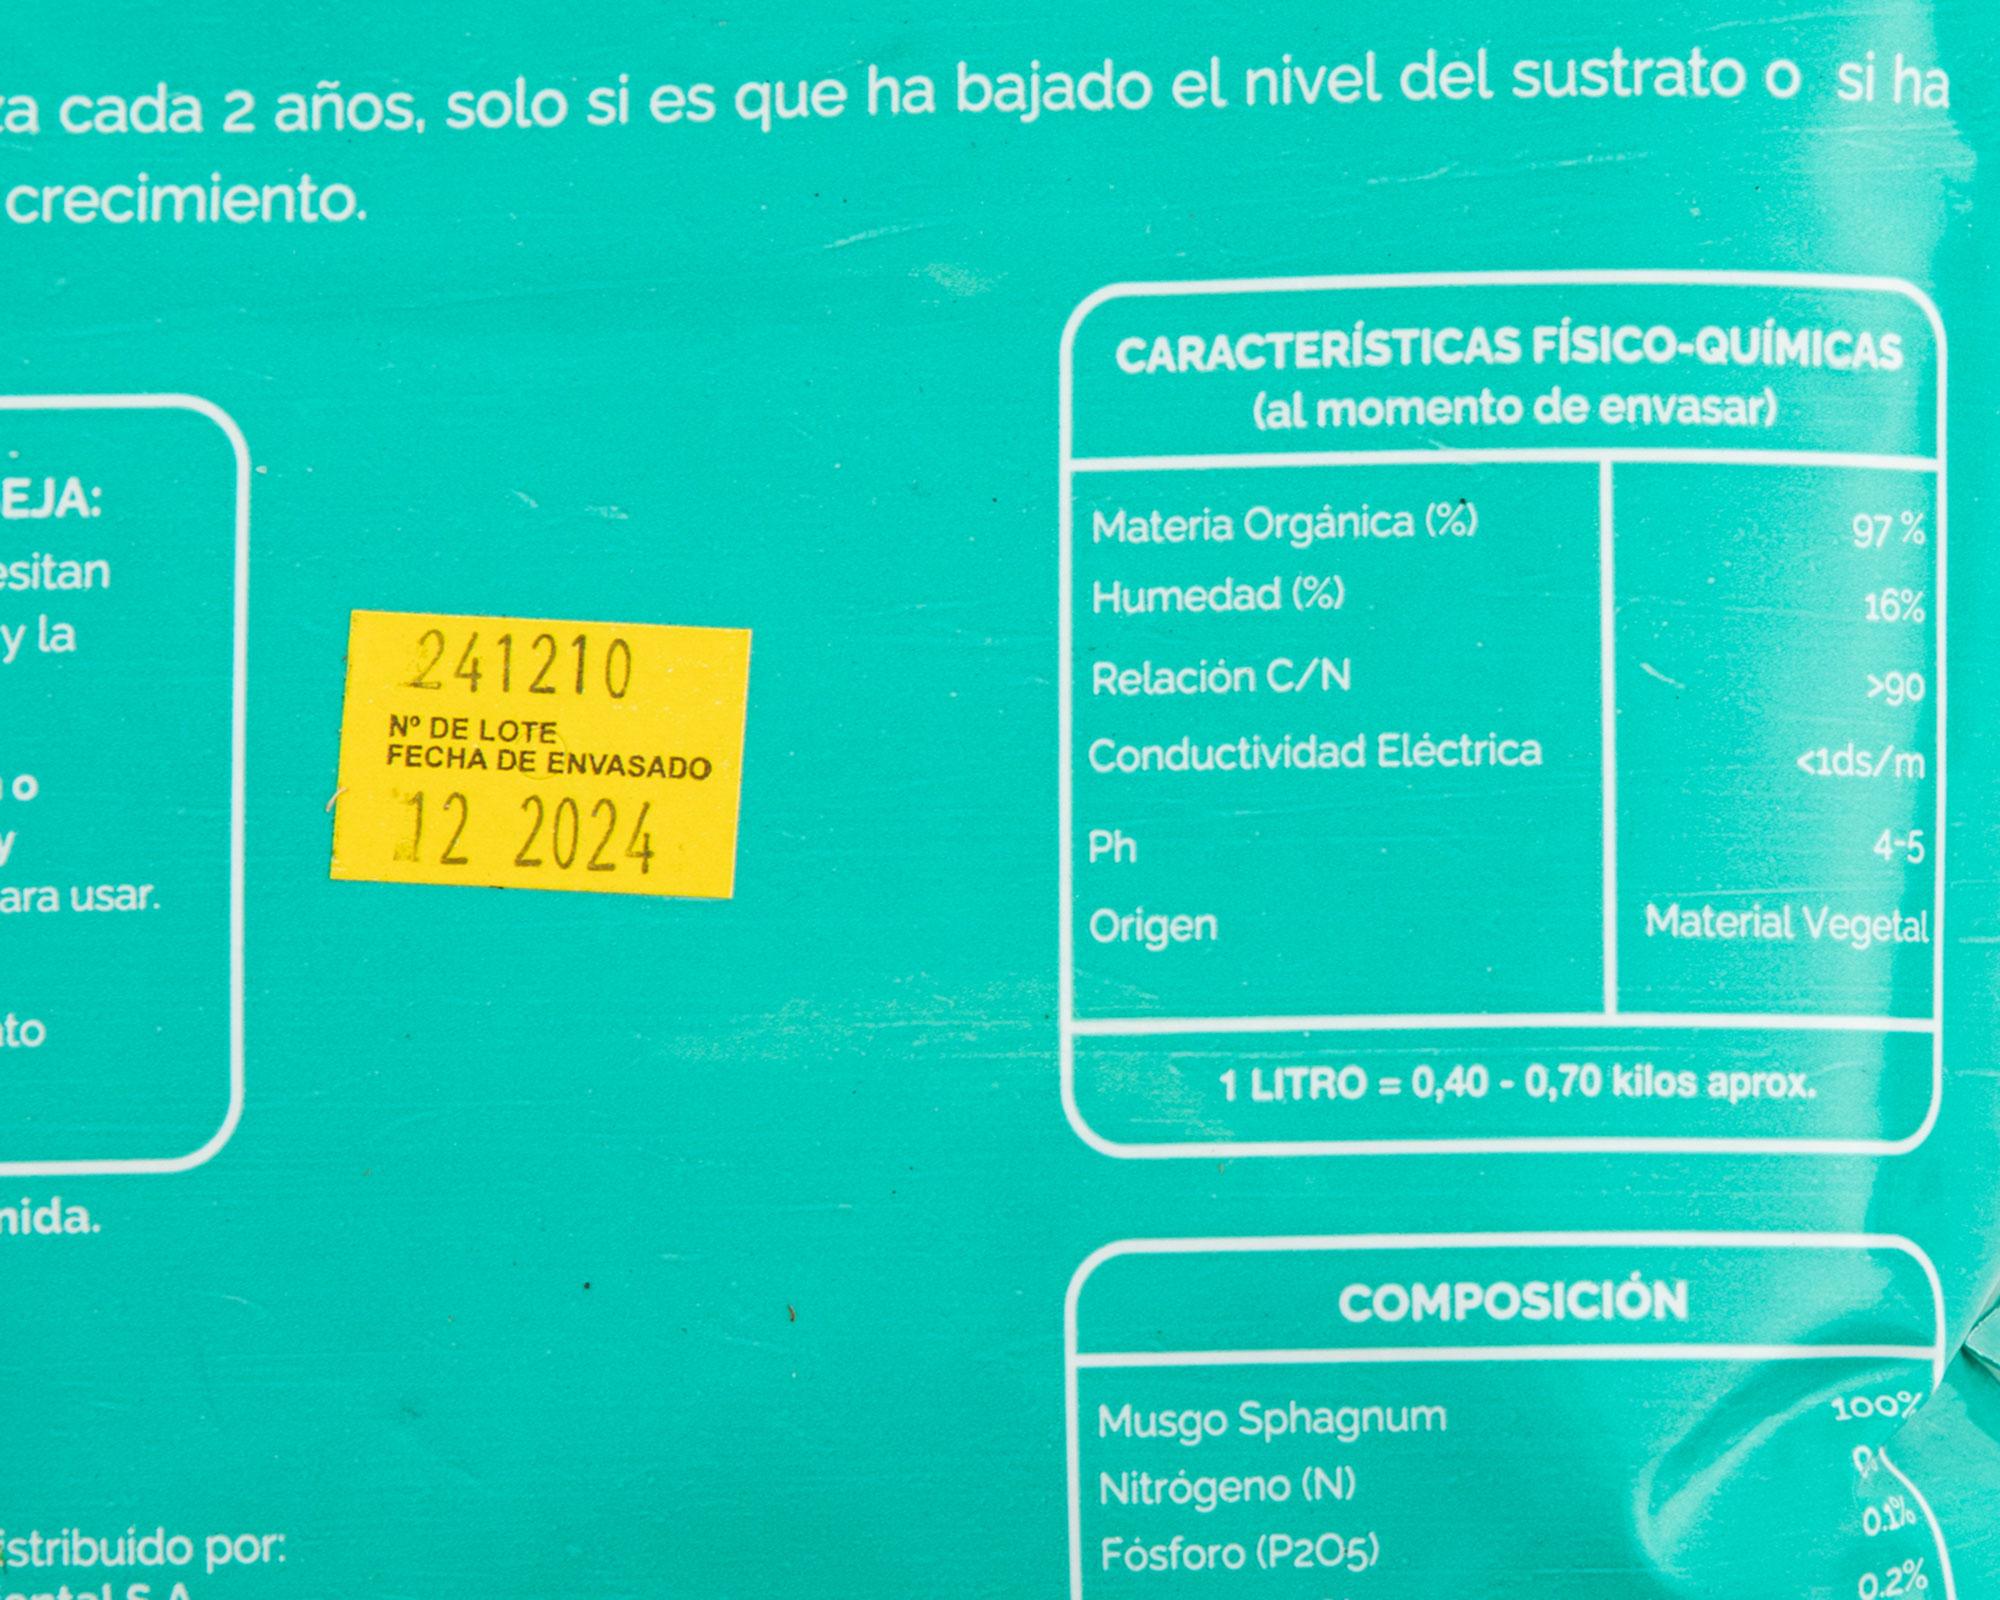 cada 2 años, solo si es que ha bajado el nivel del sustrato o si ha
crecimiento.
EJA:
esitan
y la
o
y
ara usar.
ato
nida.
istribuido por:
ental S.A.
241210
Nº DE LOTE
FECHA DE ENVASADO
12 2024
CARACTERÍSTICAS FÍSICO-QUÍMICAS
(al momento de envasar)
Materia Orgánica (%) 97 %
Humedad (%) 16%
Relación C/N >90
Conductividad Eléctrica <1ds/m
Ph 4-5
Origen Material Vegetal
1 LITRO = 0,40 - 0,70 kilos aprox.
COMPOSICIÓN
Musgo Sphagnum 100%
Nitrógeno (N)
0.1%
Fósforo (P2O5)
0.2%